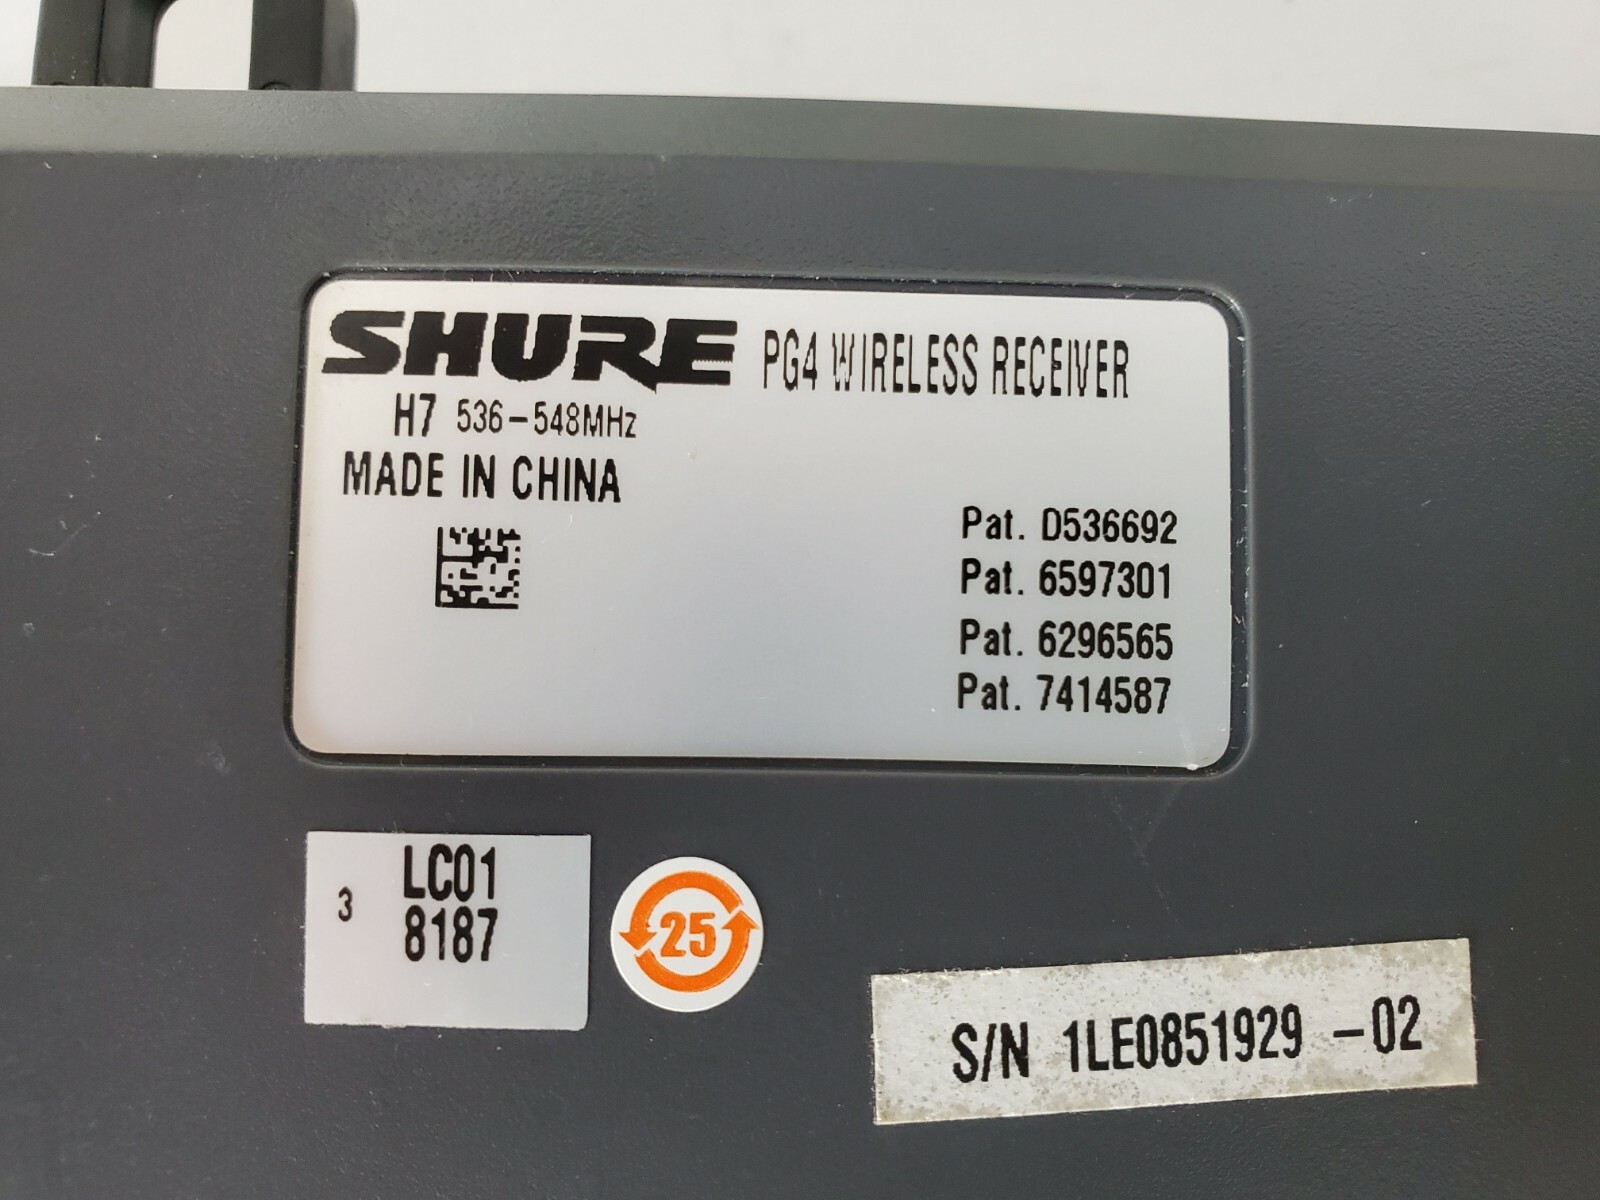 SHURE PG4 WIRELESS RECEIVER
H7 536-548MHz
MADE IN CHINA
Pat. D536692
Pat. 6597301
Pat. 6296565
Pat. 7414587
3 LC01
8187
25
S/N 1LE0851929 -02